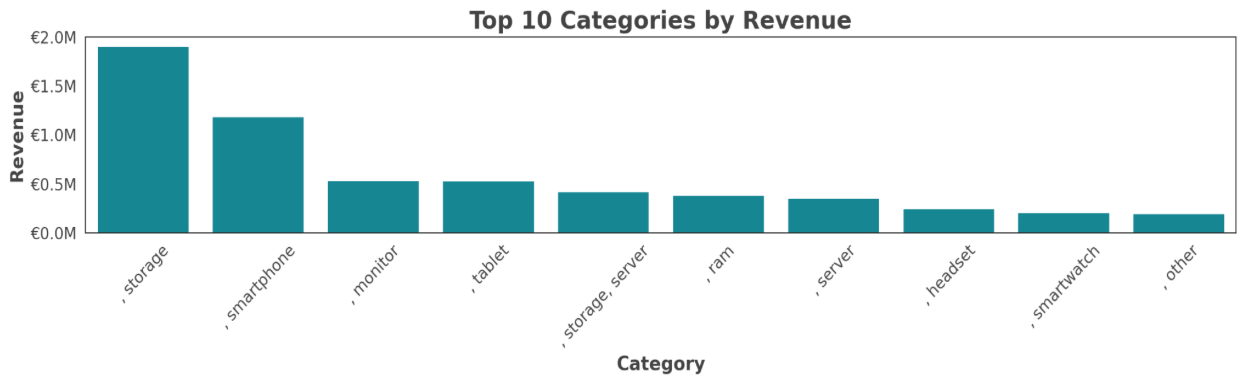 Top 10 Categories by Revenue
€2.0M
€1.5M
€1.0M
€0.5M
€0.0M
Revenue
, storage
, smartphone
, monitor
, tablet
, storage, server
, ram
, server
, headset
, smartwatch
, other
Category